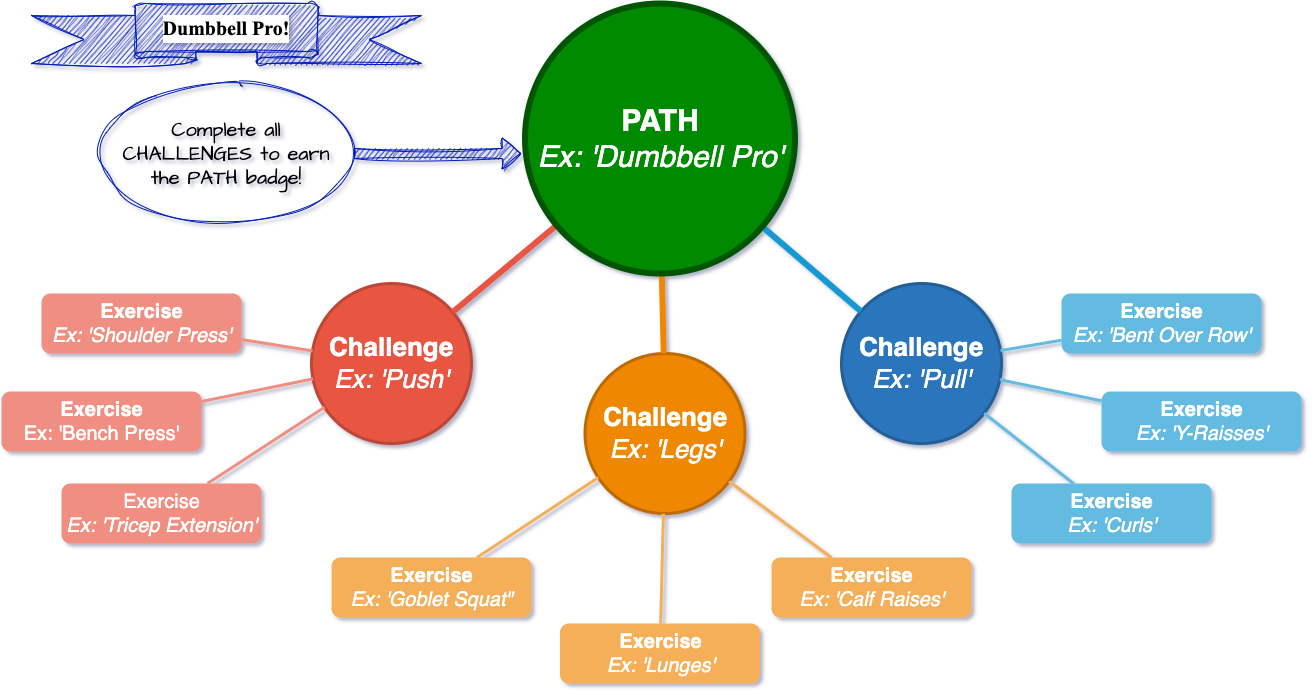 Dumbbell Pro!
Complete all
CHALLENGES to earn
the PATH badge!
PATH
Ex: 'Dumbbell Pro'
Challenge
Ex: 'Push'
Exercise
Ex: 'Shoulder Press'
Exercise
Ex: 'Bench Press'
Exercise
Ex: 'Tricep Extension'
Challenge
Ex: 'Legs'
Exercise
Ex: 'Goblet Squat"
Exercise
Ex: 'Lunges'
Exercise
Ex: 'Calf Raises'
Challenge
Ex: 'Pull'
Exercise
Ex: 'Bent Over Row'
Exercise
Ex: 'Y-Raisses'
Exercise
Ex: 'Curls'